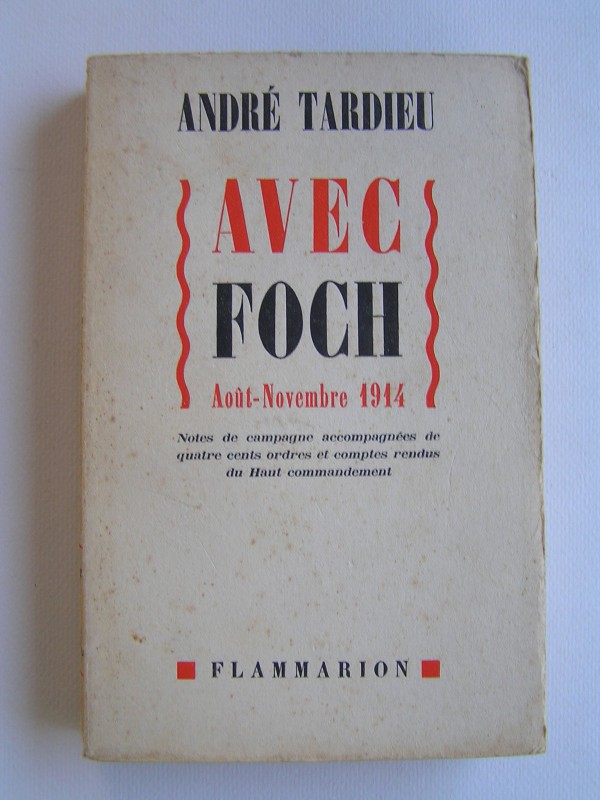 ANDRÉ TARDIEU
AVEC
FOCH
Août-Novembre 1914
Notes de campagne accompagnées de
quatre cents ordres et comptes rendus
du Haut commandement
FLAMMARION